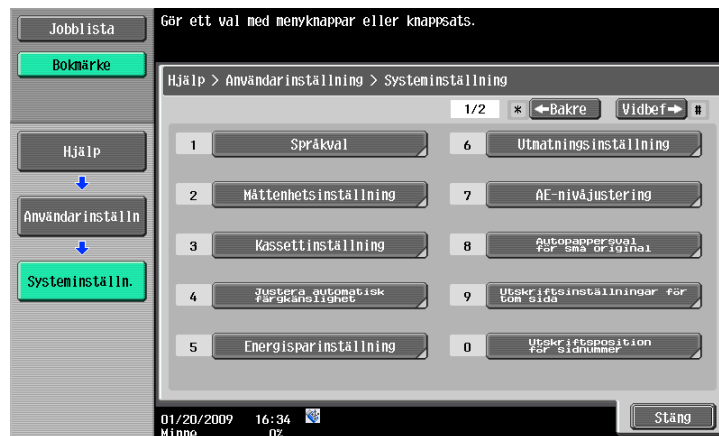 Jobblista
Bokmärke
Gör ett val med menyknappar eller knappsats.
Hjälp > Användarinställning > Systeminställning
1/2 * ←Bakre Vidbef→ #
Hjälp
Användarinställn
Systeminställn.
1 Språkval
2 Måttenhetsinställning
3 Kassettinställning
4 Justera automatisk
färgkänslighet
5 Energisparinställning
6 Utmatningsinställning
7 AE-nivåjustering
8 Autopappersval
för små original
9 Utskriftsinställningar för
tom sida
0 Utskriftsposition
för sidnummer
Stäng
01/20/2009 16:34
Minne 0%